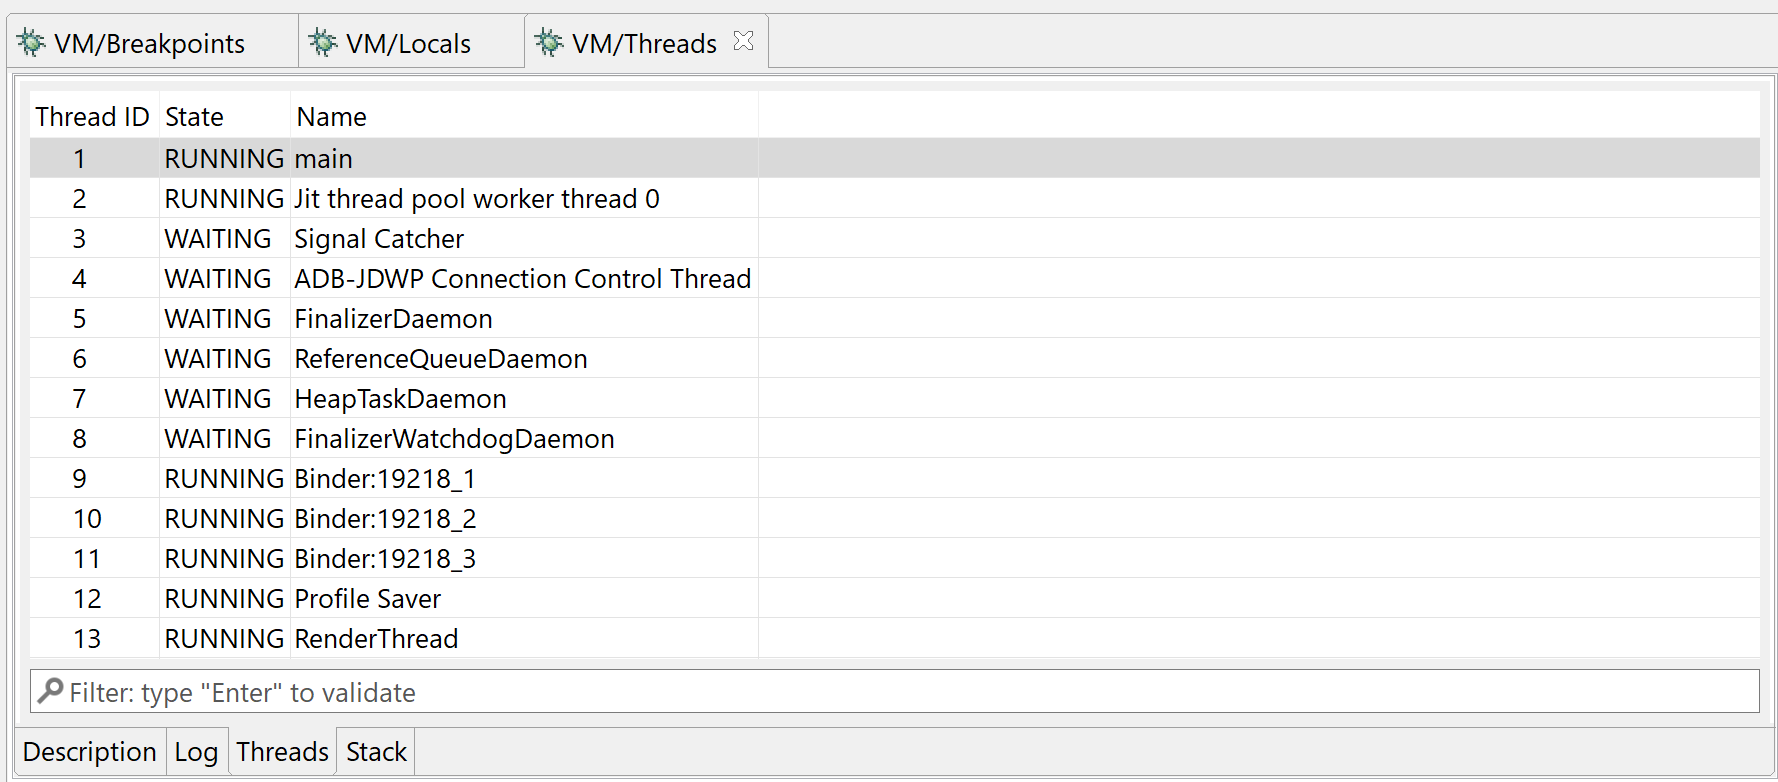 VM/Breakpoints VM/Locals VM/Threads
Thread ID State Name
1 RUNNING main
2 RUNNING Jit thread pool worker thread 0
3 WAITING Signal Catcher
4 WAITING ADB-JDWP Connection Control Thread
5 WAITING FinalizerDaemon
6 WAITING ReferenceQueueDaemon
7 WAITING HeapTaskDaemon
8 WAITING FinalizerWatchdogDaemon
9 RUNNING Binder:19218_1
10 RUNNING Binder:19218_2
11 RUNNING Binder:19218_3
12 RUNNING Profile Saver
13 RUNNING RenderThread
Filter: type "Enter" to validate
Description Log Threads Stack